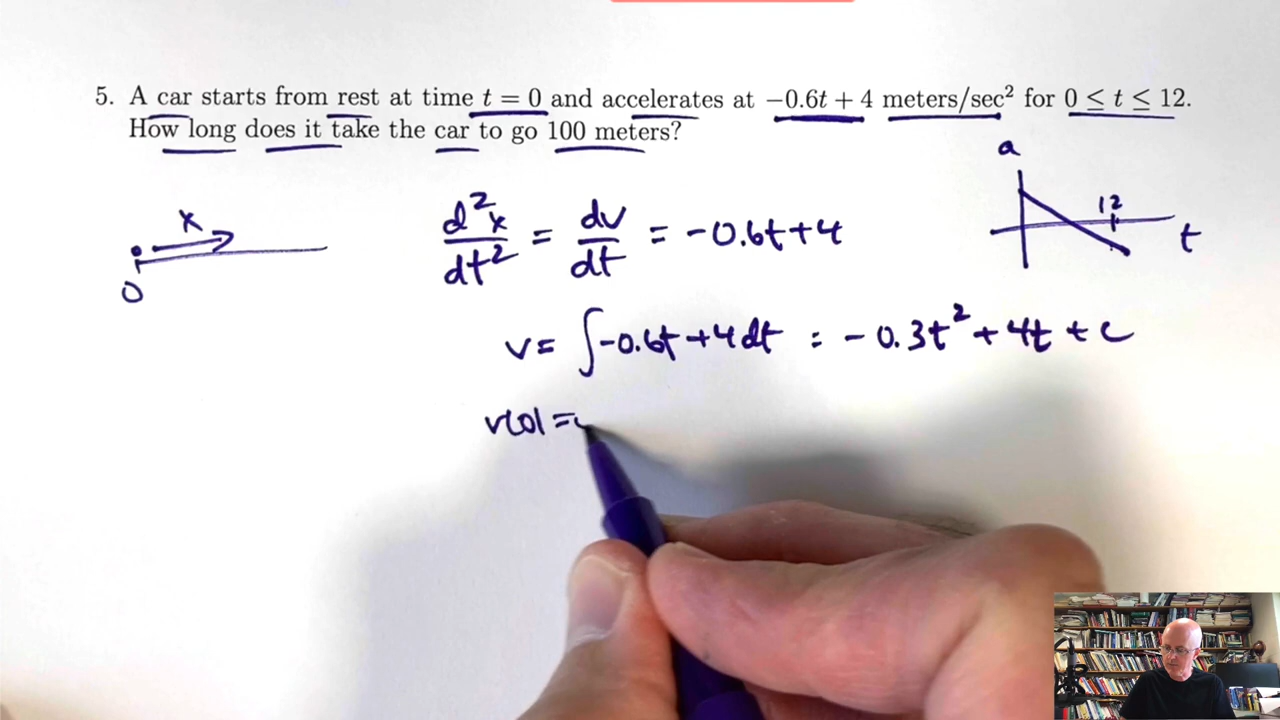 5. A car starts from rest at time t = 0 and accelerates at −0.6t + 4 meters/sec² for 0 ≤ t ≤ 12.
How long does it take the car to go 100 meters?
a
12
t
x
0
d²x/dt² = dv/dt = -0.6t+4
v= ∫-0.6t+4dt = -0.3t²+4t+c
v(0)=